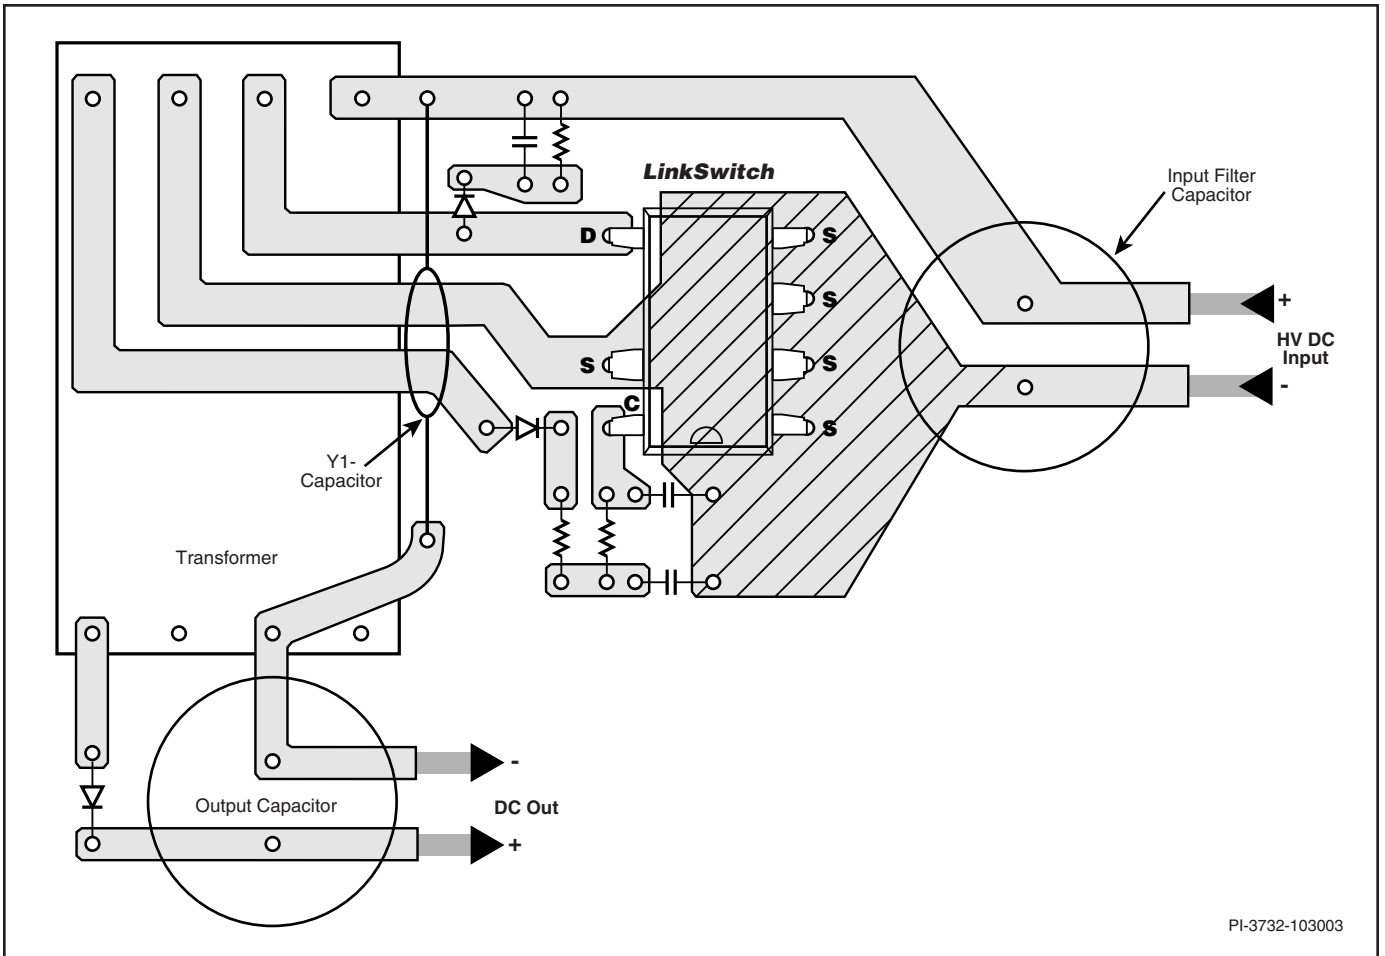 LinkSwitch
Input Filter
Capacitor
D
S
S
+
HV DC
Input
S
S
-
C
S
Y1-
Capacitor
Transformer
-
Output Capacitor
DC Out
+
PI-3732-103003